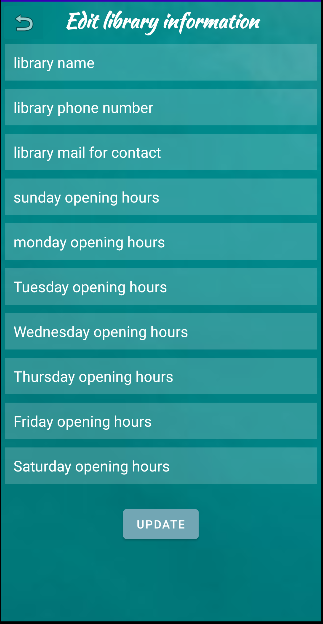 Edit library information
library name
library phone number
library mail for contact
sunday opening hours
monday opening hours
Tuesday opening hours
Wednesday opening hours
Thursday opening hours
Friday opening hours
Saturday opening hours
UPDATE